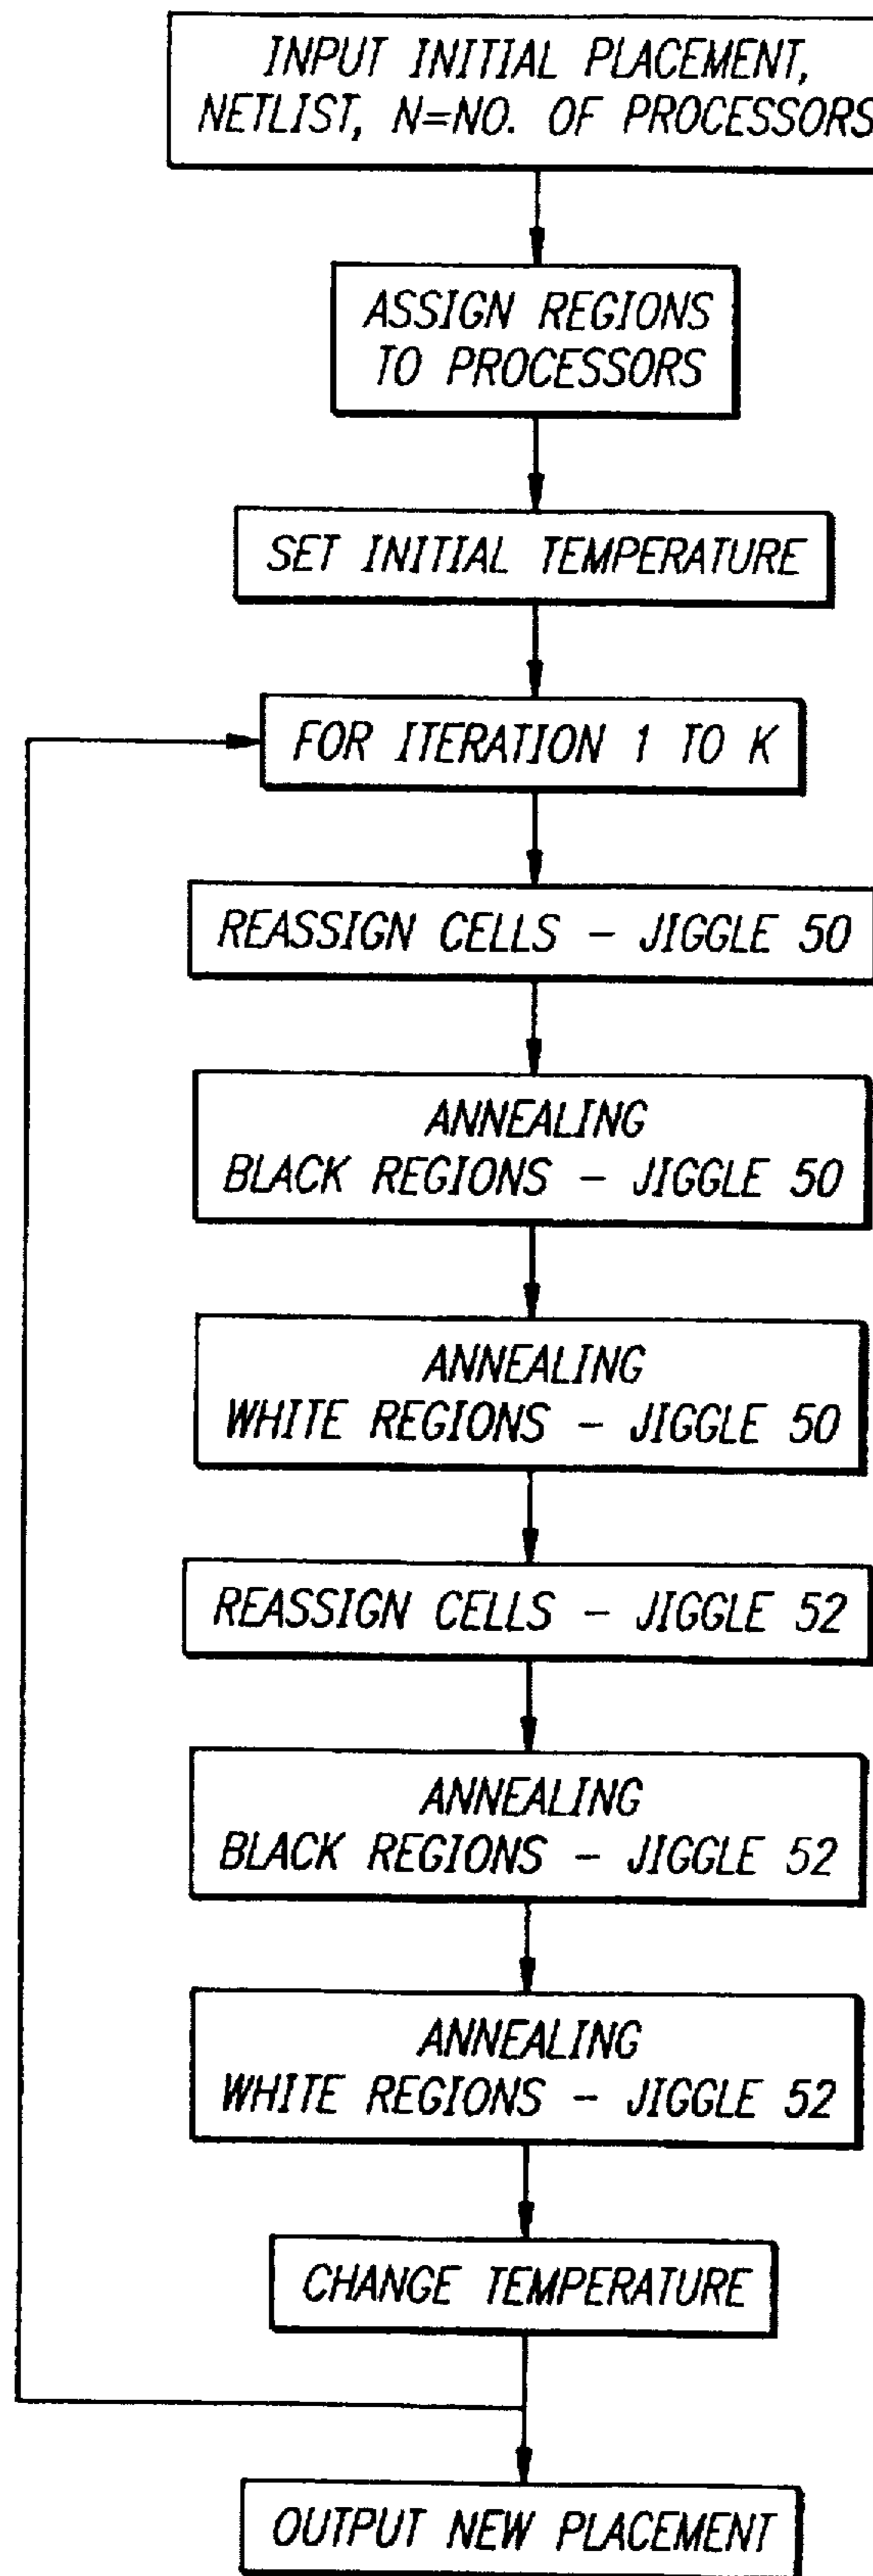 INPUT INITIAL PLACEMENT,
NETLIST, N=NO. OF PROCESSORS
ASSIGN REGIONS
TO PROCESSORS
SET INITIAL TEMPERATURE
FOR ITERATION 1 TO K
REASSIGN CELLS - JIGGLE 50
ANNEALING
BLACK REGIONS - JIGGLE 50
ANNEALING
WHITE REGIONS - JIGGLE 50
REASSIGN CELLS - JIGGLE 52
ANNEALING
BLACK REGIONS - JIGGLE 52
ANNEALING
WHITE REGIONS - JIGGLE 52
CHANGE TEMPERATURE
OUTPUT NEW PLACEMENT